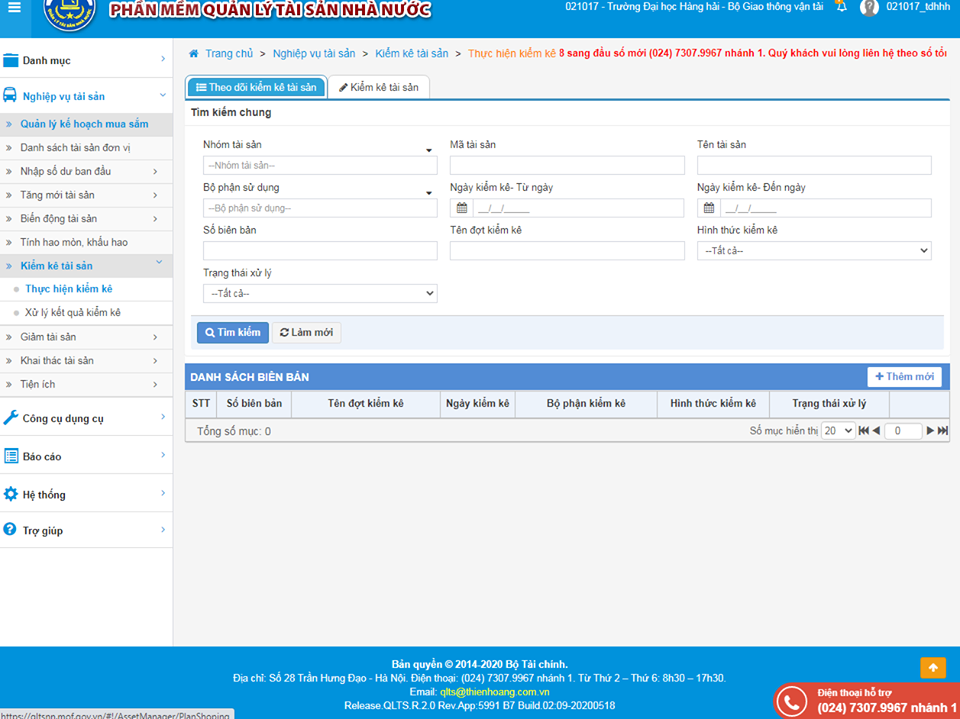 PHẦN MỀM QUẢN LÝ TÀI SẢN NHÀ NƯỚC
021017 - Trường Đại học Hàng hải - Bộ Giao thông vận tải
021017_tdhhh
Danh mục
Nghiệp vụ tài sản
Quản lý kế hoạch mua sắm
Danh sách tài sản đơn vị
Nhập số dư ban đầu
Tăng mới tài sản
Biến động tài sản
Tính hao mòn, khấu hao
Kiểm kê tài sản
Thực hiện kiểm kê
Xử lý kết quả kiểm kê
Giảm tài sản
Khai thác tài sản
Tiện ích
Công cụ dụng cụ
Báo cáo
Hệ thống
Trợ giúp
Trang chủ > Nghiệp vụ tài sản > Kiểm kê tài sản > Thực hiện kiểm kê 8 sang đầu số mới (024) 7307.9967 nhánh 1. Quý khách vui lòng liên hệ theo số tổ
Theo dõi kiểm kê tài sản
Kiểm kê tài sản
Tìm kiếm chung
Nhóm tài sản
Mã tài sản
Tên tài sản
--Nhóm tài sản--
Bộ phận sử dụng
Ngày kiểm kê- Từ ngày
Ngày kiểm kê- Đến ngày
--Bộ phận sử dụng--
__/__/____
__/__/____
Số biên bản
Tên đợt kiểm kê
Hình thức kiểm kê
--Tất cả--
Trạng thái xử lý
--Tất cả--
Tìm kiếm
Làm mới
DANH SÁCH BIÊN BẢN
Thêm mới
STT Số biên bản Tên đợt kiểm kê Ngày kiểm kê Bộ phận kiểm kê Hình thức kiểm kê Trạng thái xử lý
Tổng số mục: 0
Số mục hiển thị 20 0
Bản quyền © 2014-2020 Bộ Tài chính.
Địa chỉ: Số 28 Trần Hưng Đạo - Hà Nội. Điện thoại: (024) 7307.9967 nhánh 1. Từ Thứ 2 – Thứ 6: 8h30 – 17h30.
Email: qlts@thienhoang.com.vn
Release.QLTS.R.2.0 Rev.App:5991 B7 Build.02:09-20200518
Điện thoại hỗ trợ
(024) 7307.9967 nhánh 1
https://qltsnn.mof.gov.vn/#!/AssetManager/PlanShoping